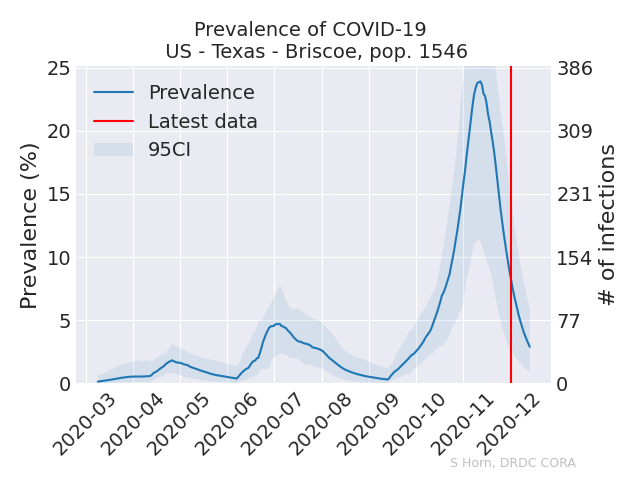 Prevalence of COVID-19
US - Texas - Briscoe, pop. 1546
Prevalence
Latest data
95CI
Prevalence (%)
25
20
15
10
5
0
# of infections
386
309
231
154
77
0
2020-03
2020-04
2020-05
2020-06
2020-07
2020-08
2020-09
2020-10
2020-11
2020-12
S Horn, DRDC CORA